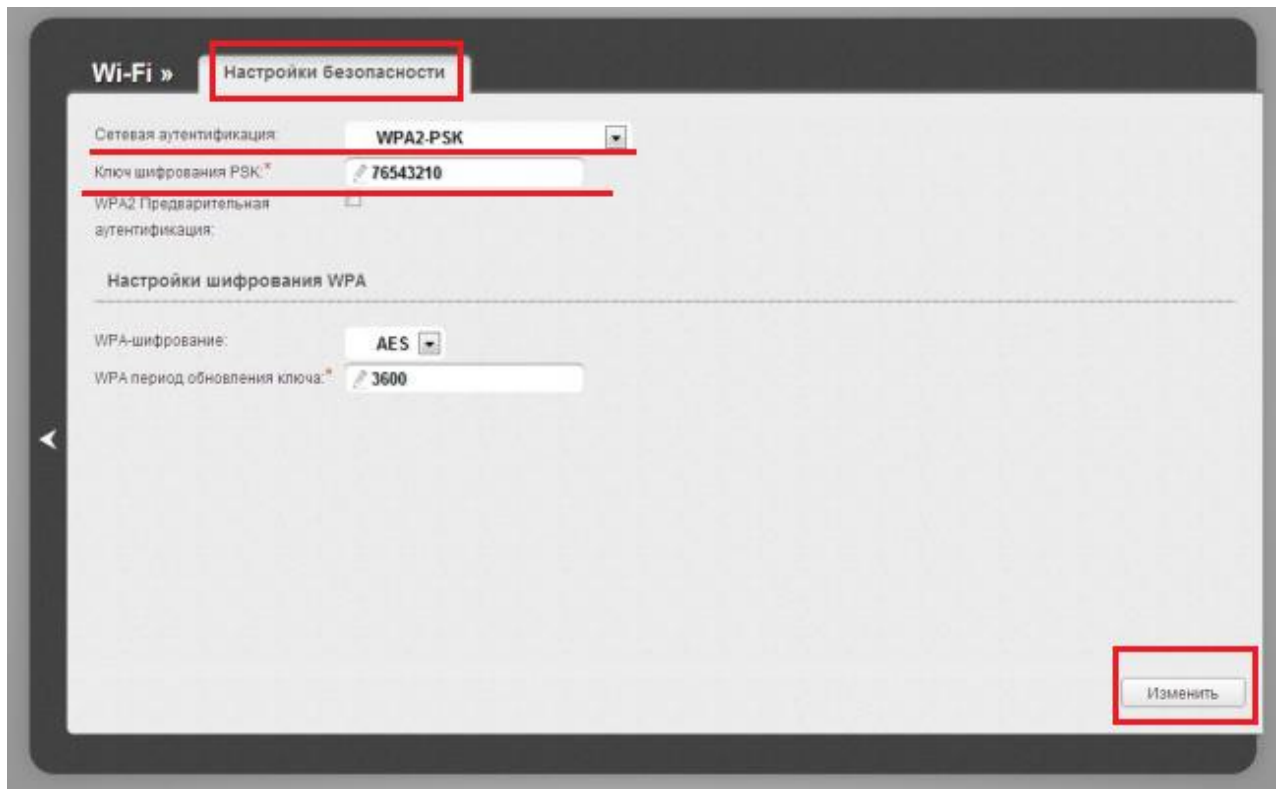 Wi-Fi »
Настройки безопасности
Сетевая аутентификация:
WPA2-PSK
Ключ шифрования PSK:*
76543210
WPA2 Предварительная
аутентификация:
Настройки шифрования WPA
WPA-шифрование:
AES
WPA период обновления ключа:*
3600
Изменить